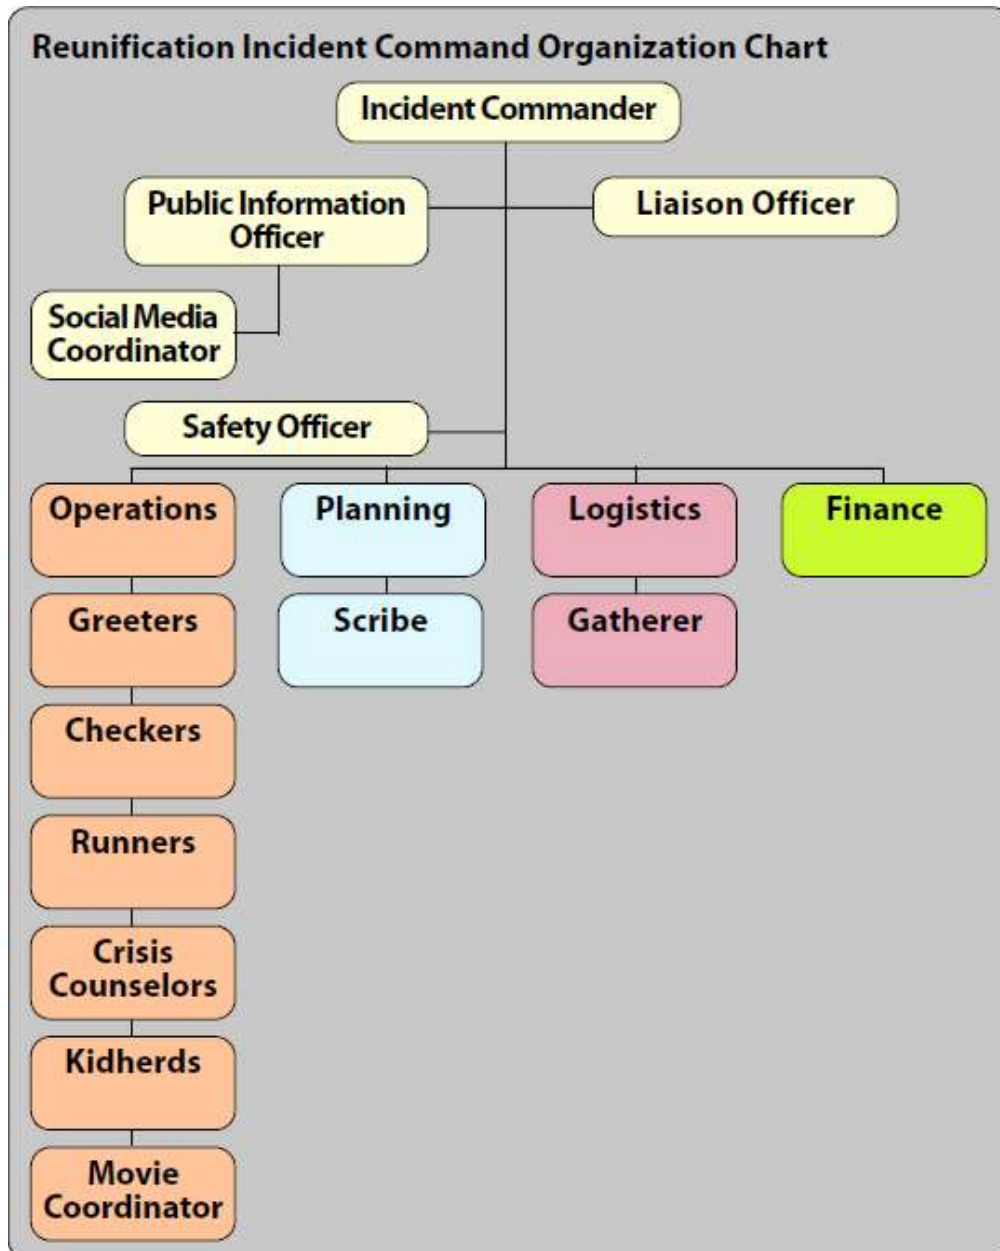 Reunification Incident Command Organization Chart
Incident Commander
Public Information
Officer
Liaison Officer
Social Media
Coordinator
Safety Officer
Operations
Planning
Logistics
Finance
Greeters
Scribe
Gatherer
Checkers
Runners
Crisis
Counselors
Kidherds
Movie
Coordinator